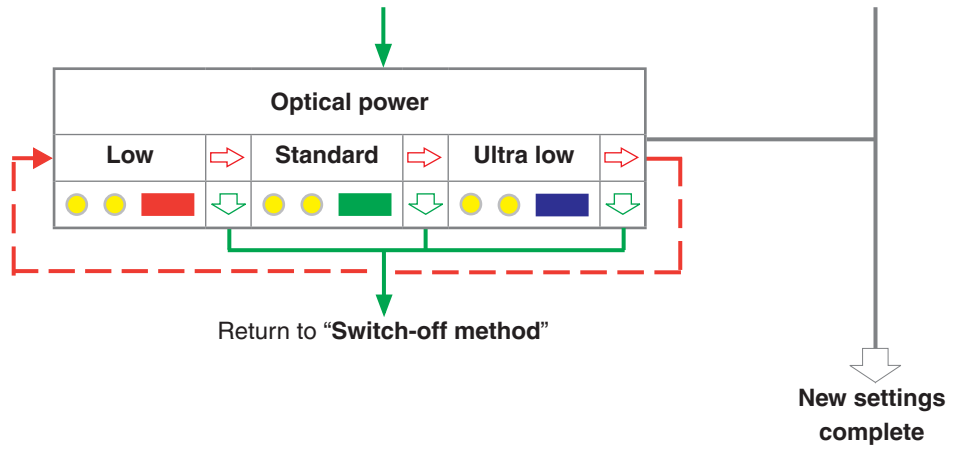 Optical power
Low
Standard
Ultra low
Return to “Switch-off method”
New settings
complete